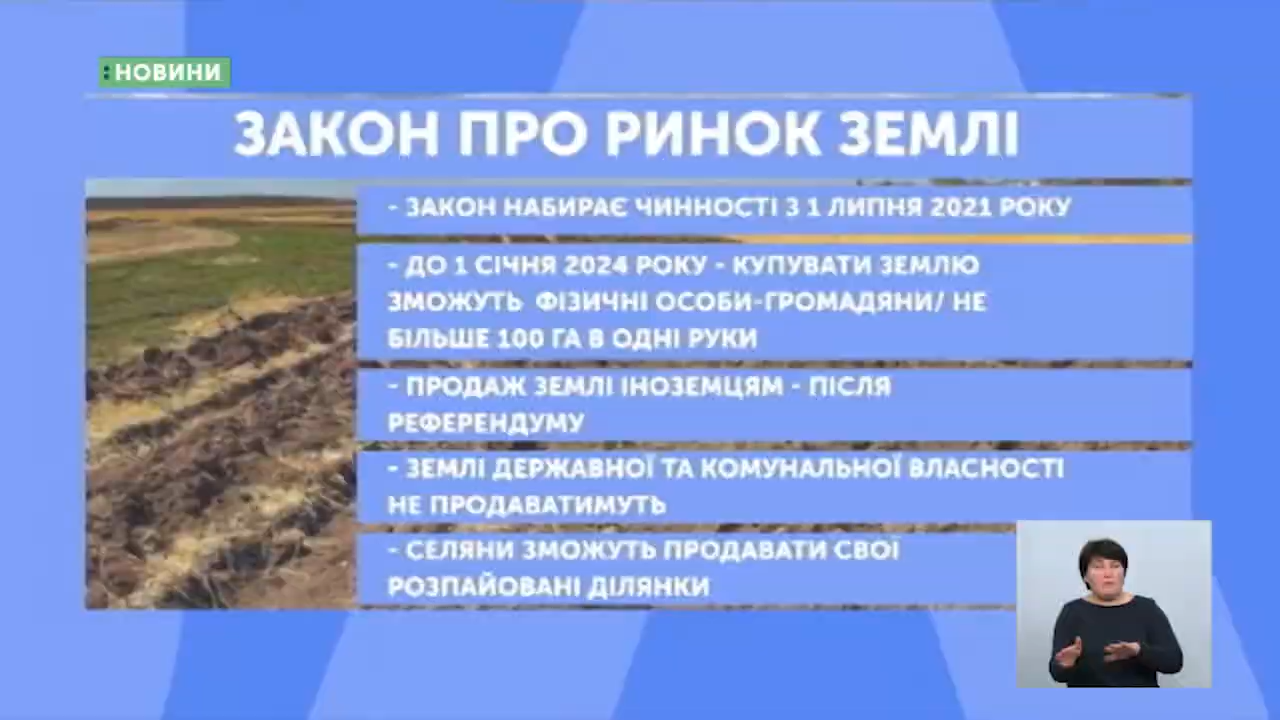 :НОВИНИ
ЗАКОН ПРО РИНОК ЗЕМЛІ
- ЗАКОН НАБИРАЄ ЧИННОСТІ З 1 ЛИПНЯ 2021 РОКУ
- ДО 1 СІЧНЯ 2024 РОКУ - КУПУВАТИ ЗЕМЛЮ
ЗМОЖУТЬ ФІЗИЧНІ ОСОБИ-ГРОМАДЯНИ/ НЕ
БІЛЬШЕ 100 ГА В ОДНІ РУКИ
- ПРОДАЖ ЗЕМЛІ ІНОЗЕМЦЯМ - ПІСЛЯ
РЕФЕРЕНДУМУ
- ЗЕМЛІ ДЕРЖАВНОЇ ТА КОМУНАЛЬНОЇ ВЛАСНОСТІ
НЕ ПРОДАВАТИМУТЬ
- СЕЛЯНИ ЗМОЖУТЬ ПРОДАВАТИ СВОЇ
РОЗПАЙОВАНІ ДІЛЯНКИ